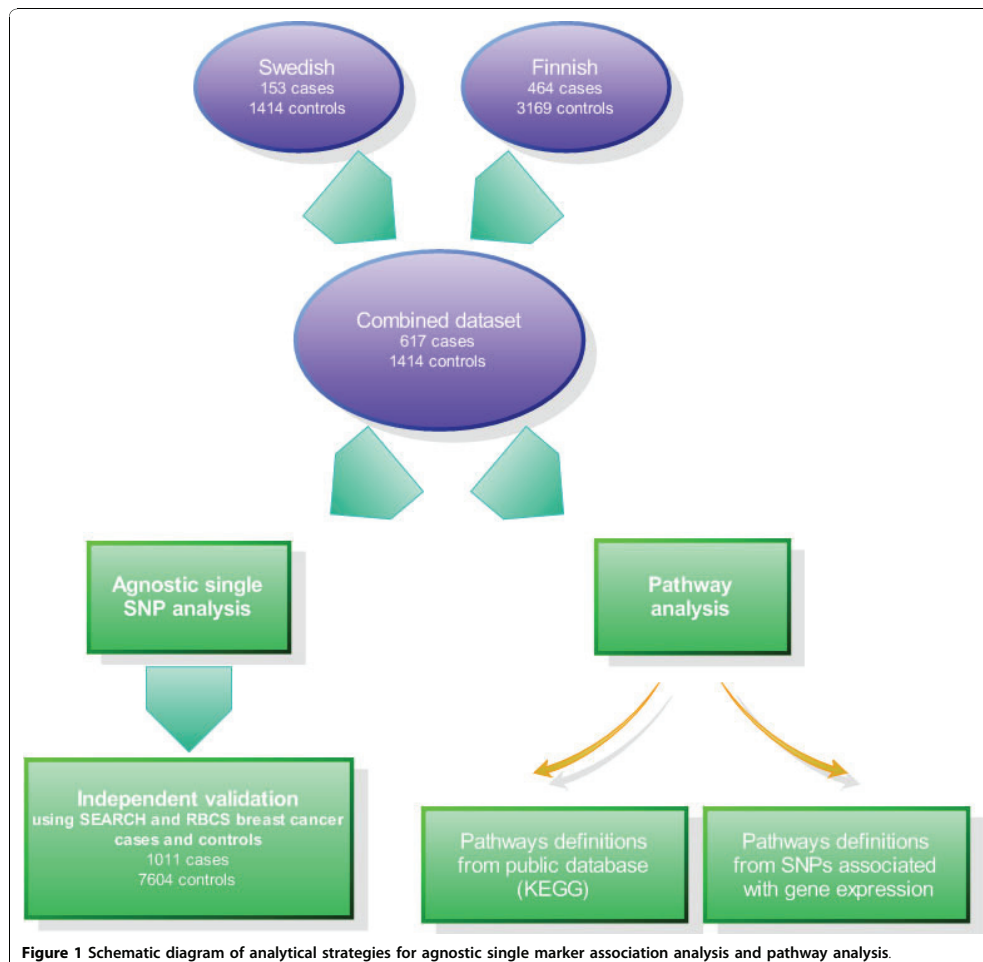 Swedish
153 cases
1414 controls
Finnish
464 cases
3169 controls
Combined dataset
617 cases
1414 controls
Agnostic single
SNP analysis
Pathway
analysis
Independent validation
using SEARCH and RBCS breast cancer
cases and controls
1011 cases
7604 controls
Pathways definitions
from public database
(KEGG)
Pathways definitions
from SNPs associated
with gene expression
Figure 1 Schematic diagram of analytical strategies for agnostic single marker association analysis and pathway analysis.